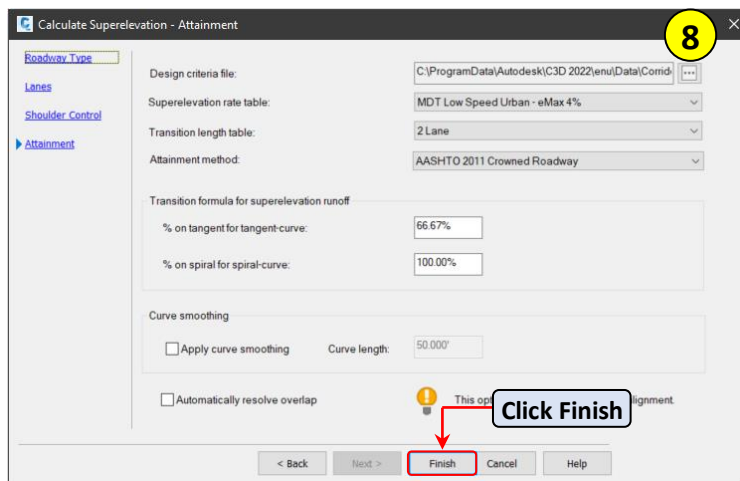 Calculate Superelevation - Attainment
8
Roadway Type
Lanes
Shoulder Control
Attainment
Design criteria file: C:\ProgramData\Autodesk\C3D 2022\enu\Data\Corrid ...
Superelevation rate table: MDT Low Speed Urban - eMax 4%
Transition length table: 2 Lane
Attainment method: AASHTO 2011 Crowned Roadway
Transition formula for superelevation runoff
% on tangent for tangent-curve: 66.67%
% on spiral for spiral-curve: 100.00%
Curve smoothing
Apply curve smoothing Curve length: 50.000'
Automatically resolve overlap This
Click Finish
< Back Next > Finish Cancel Help